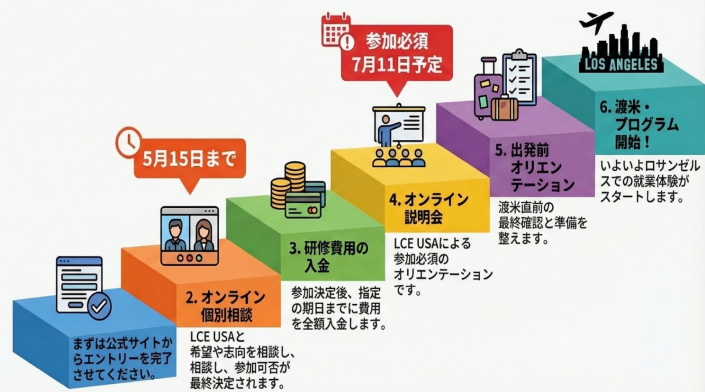 まずは公式サイトか
らエントリーを完了
させてください。
5月15日まで
2. オンライン
個別相談
LCE USAと
希望や志向を相談し、
相談し、参加可否が
最終決定されます。
3. 研修費用の
入金
参加決定後、指定
の期日までに費用
を全額入金します。
参加必須
7月11日予定
4. オンライン
説明会
LCE USAによる
参加必須の
オリエンテーション
です。
5. 出発前
オリエン
テーション
渡米直前の
最終確認と準備を
整えます。
LOS ANGELES
6. 渡米・
プログラム
開始！
いよいよロサンゼル
スでの就業体験が
スタートします。